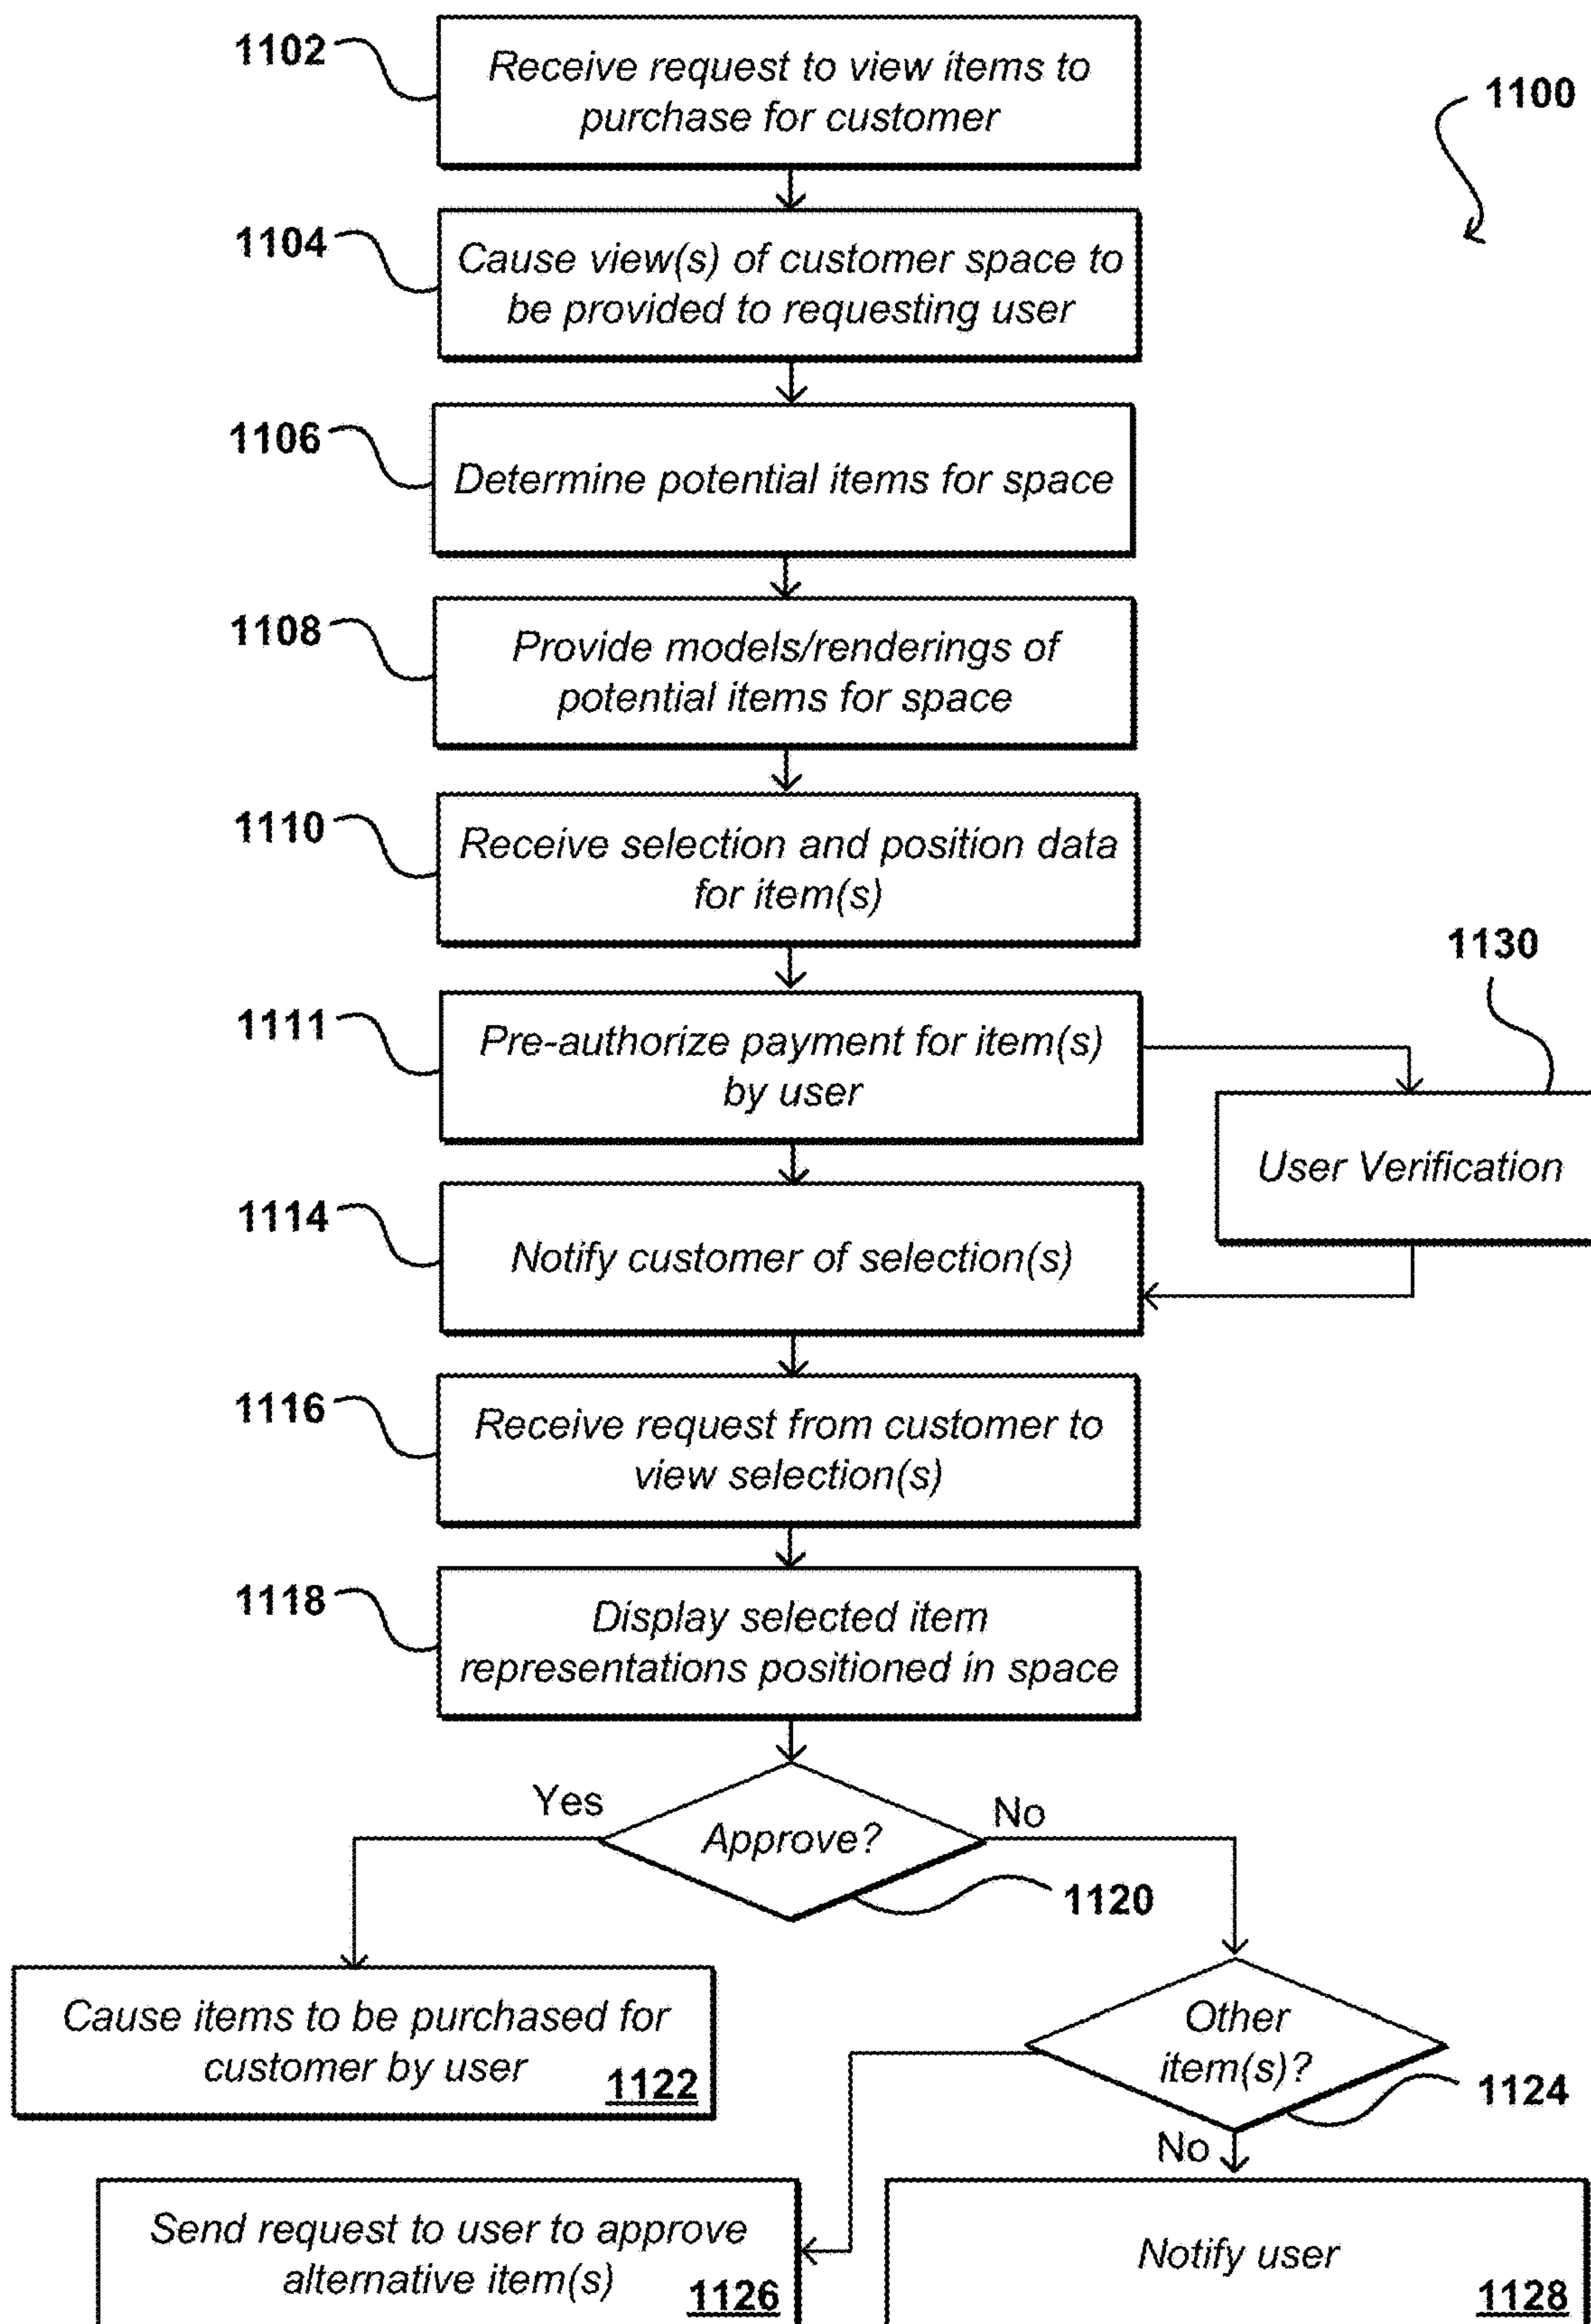 1102
Receive request to view items to
purchase for customer
1100
1104
Cause view(s) of customer space to
be provided to requesting user
1106
Determine potential items for space
1108
Provide models/renderings of
potential items for space
1110
Receive selection and position data
for item(s)
1130
1111
Pre-authorize payment for item(s)
by user
User Verification
1114
Notify customer of selection(s)
1116
Receive request from customer to
view selection(s)
1118
Display selected item
representations positioned in space
Yes
Approve?
No
1120
Cause items to be purchased for
customer by user
1122
Other
item(s)?
1124
No
Send request to user to approve
alternative item(s)
1126
Notify user
1128